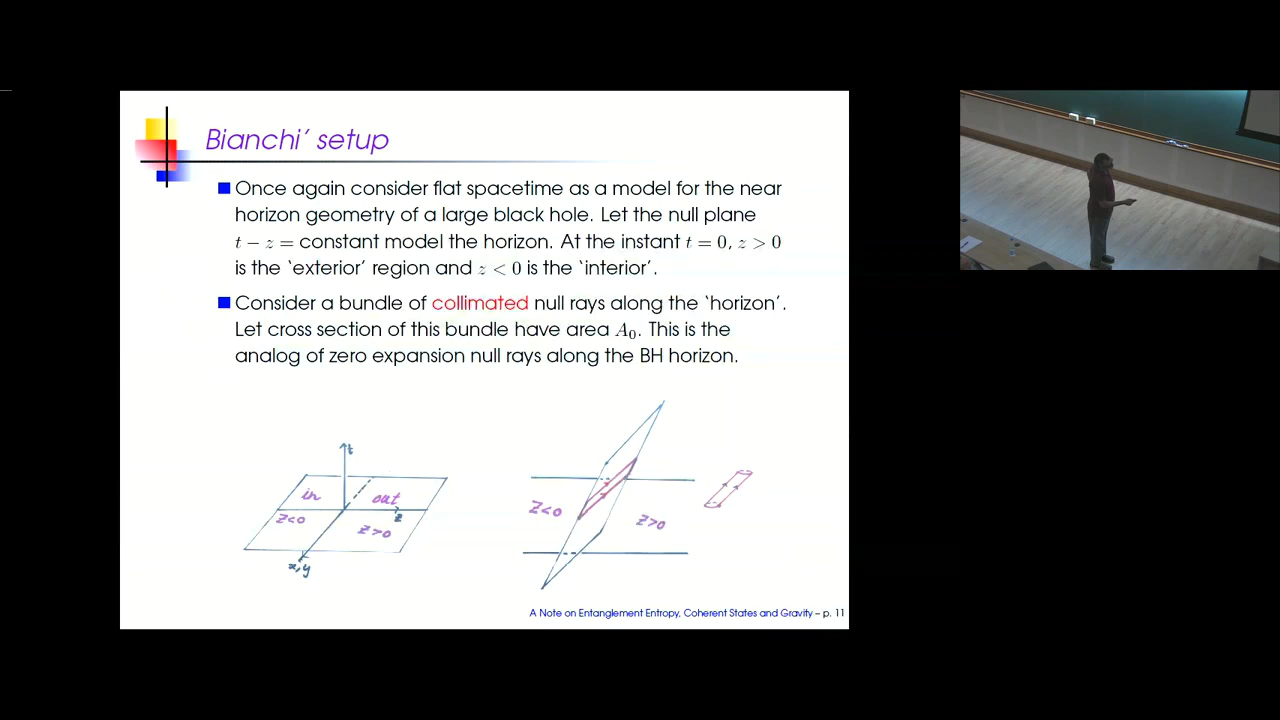 Bianchi’ setup
Once again consider flat spacetime as a model for the near
horizon geometry of a large black hole. Let the null plane
t − z = constant model the horizon. At the instant t = 0, z > 0
is the ‘exterior’ region and z < 0 is the ‘interior’.
Consider a bundle of collimated null rays along the ‘horizon’.
Let cross section of this bundle have area A₀. This is the
analog of zero expansion null rays along the BH horizon.
t
in
out
z<0
z
z>0
x,y
z<0
z>0
A Note on Entanglement Entropy, Coherent States and Gravity – p. 11